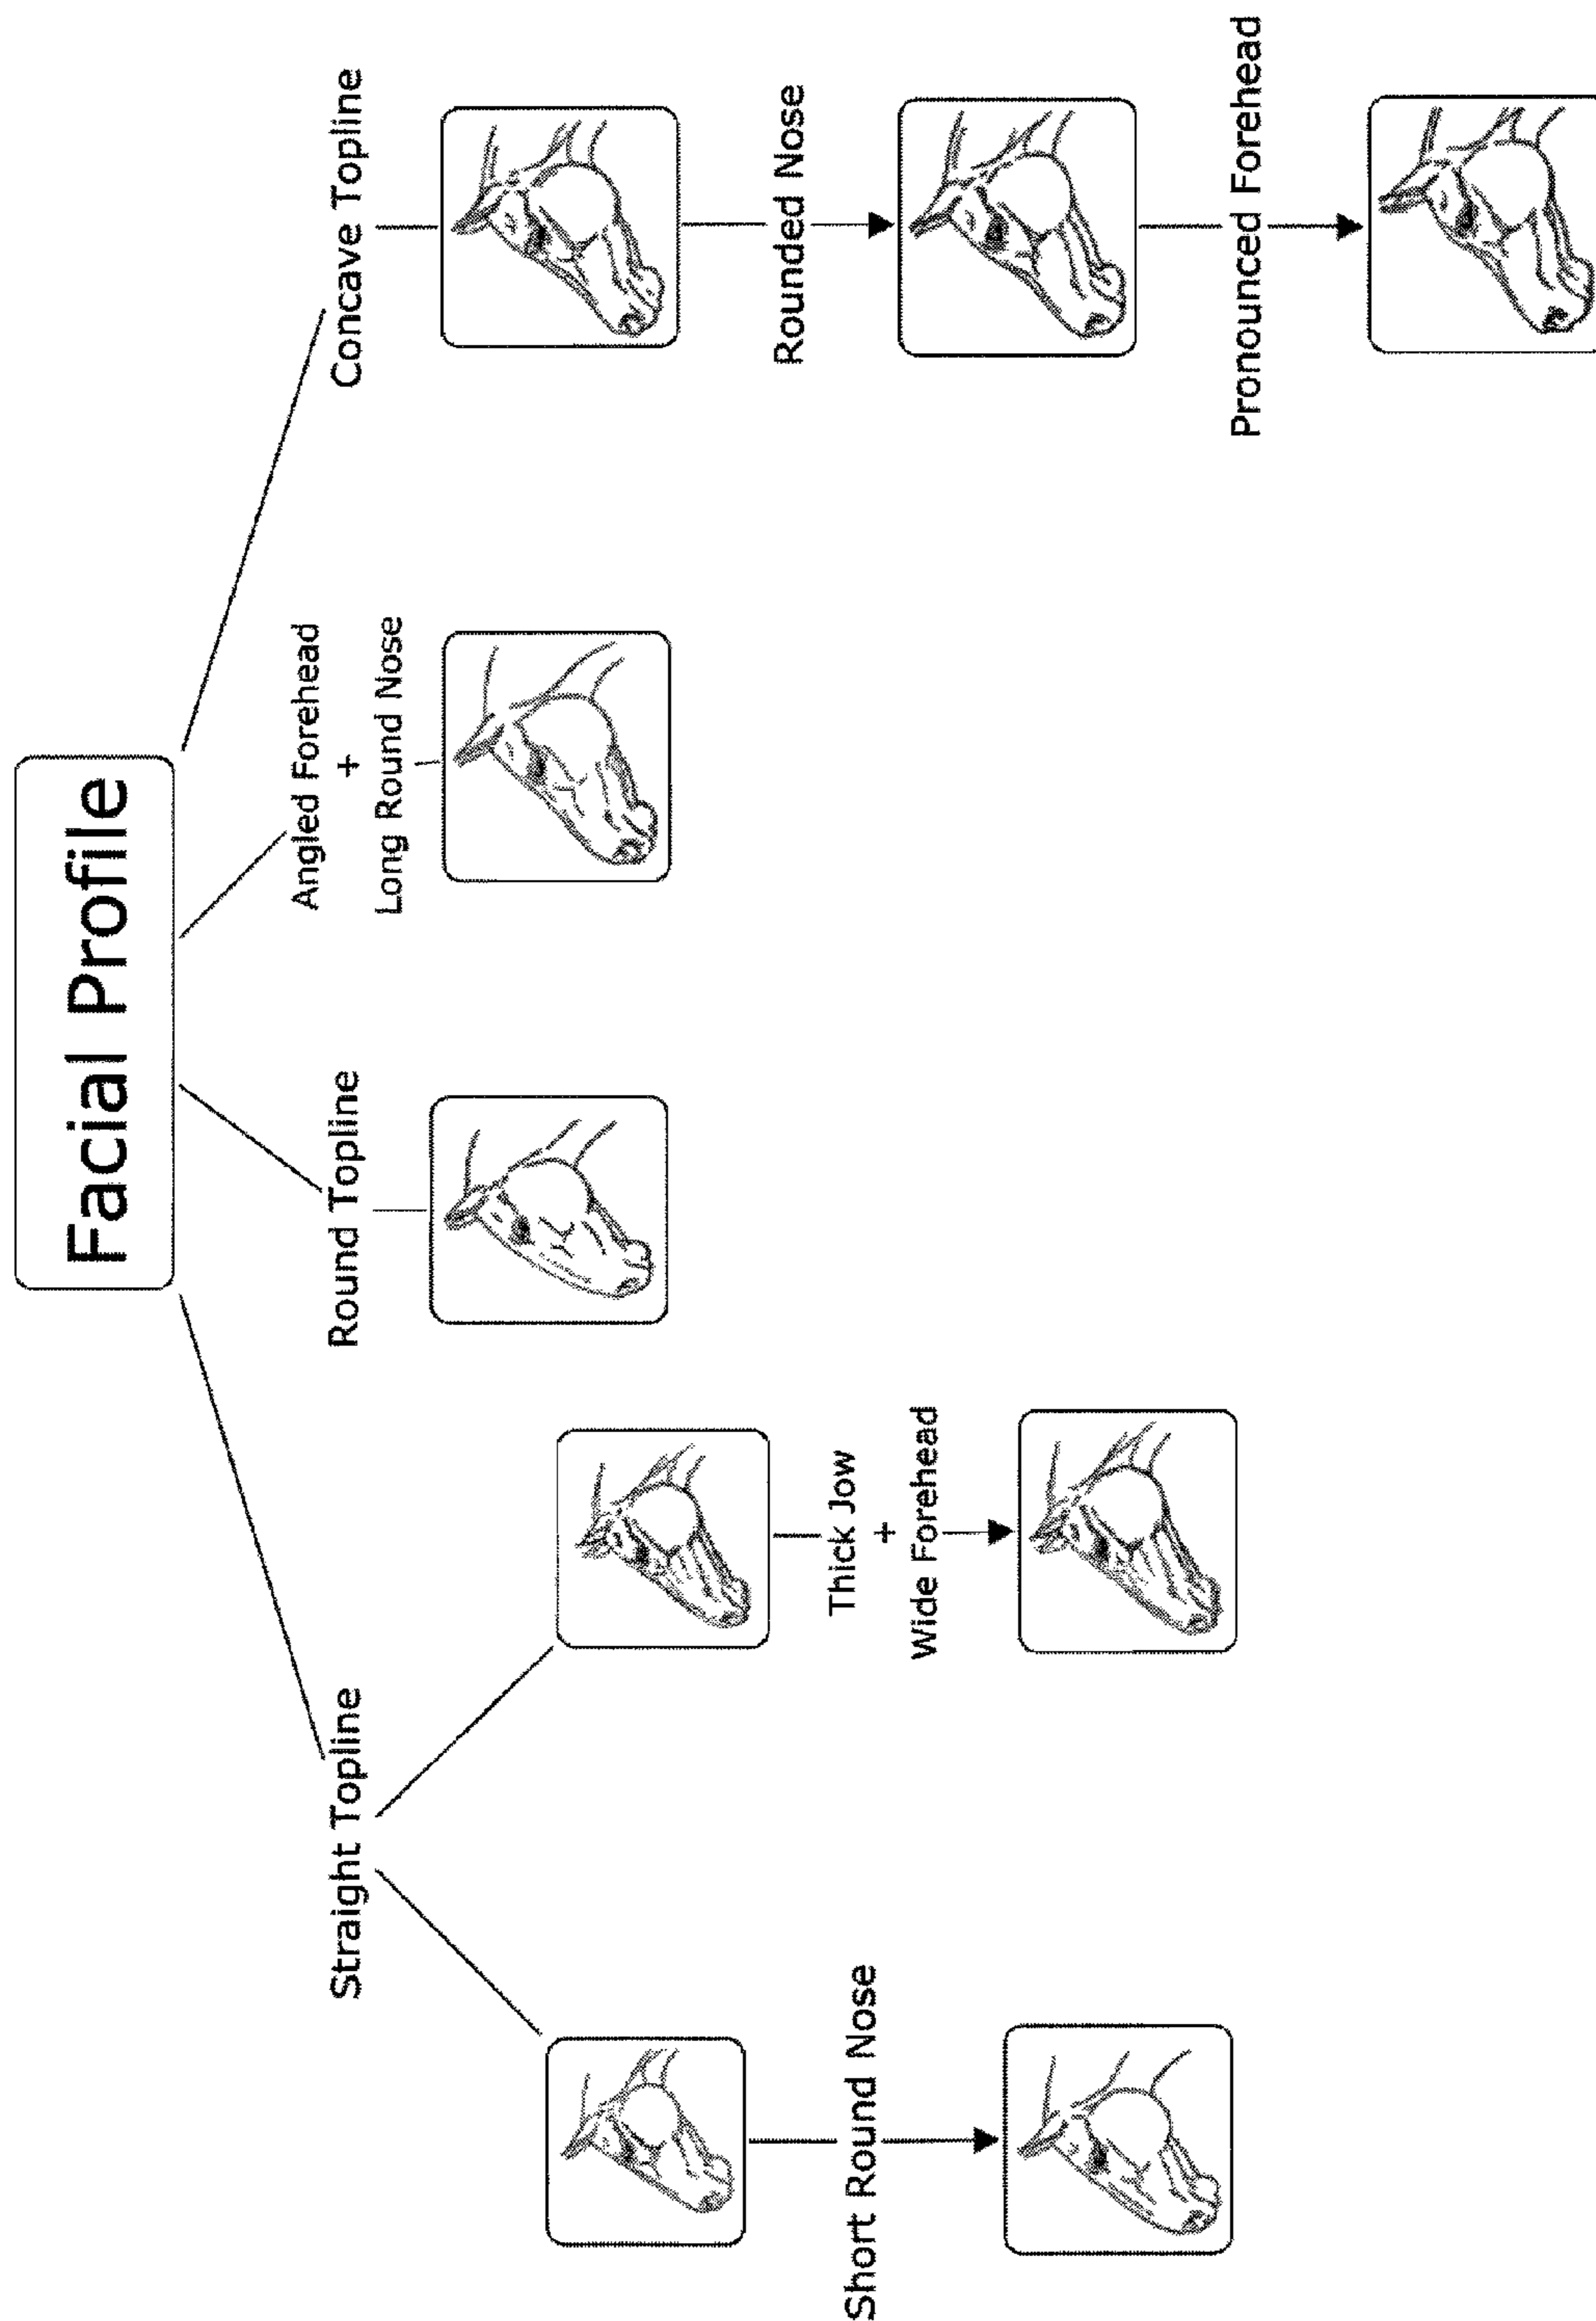 Facial Profile
Straight Topline
Round Topline
Angled Forehead
+
Long Round Nose
Concave Topline
Short Round Nose
Thick Jow
+
Wide Forehead
Rounded Nose
Pronounced Forehead